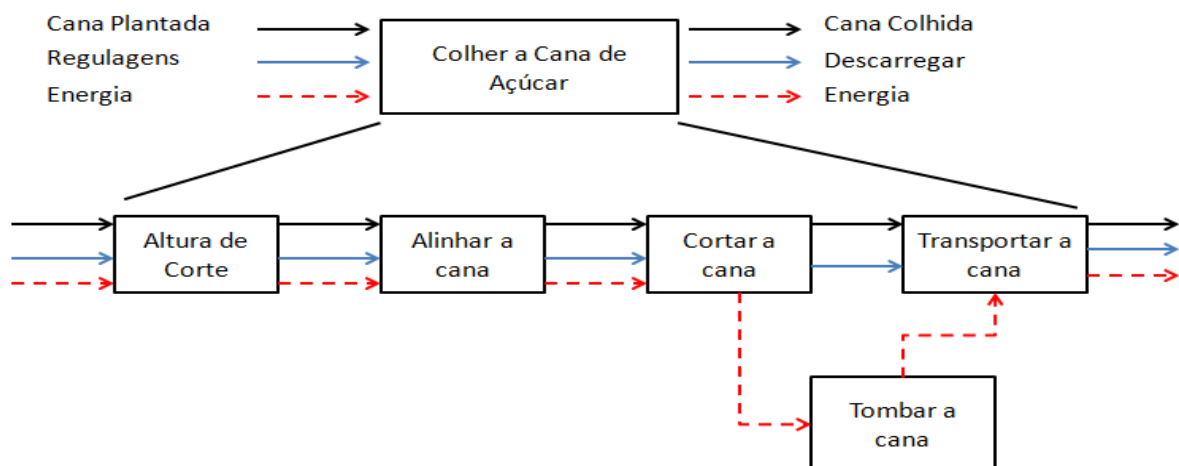 Cana Plantada
Regulagens
Energia
Colher a Cana de
Açúcar
Cana Colhida
Descarregar
Energia
Altura de
Corte
Alinhar a
cana
Cortar a
cana
Transportar a
cana
Tombar a
cana